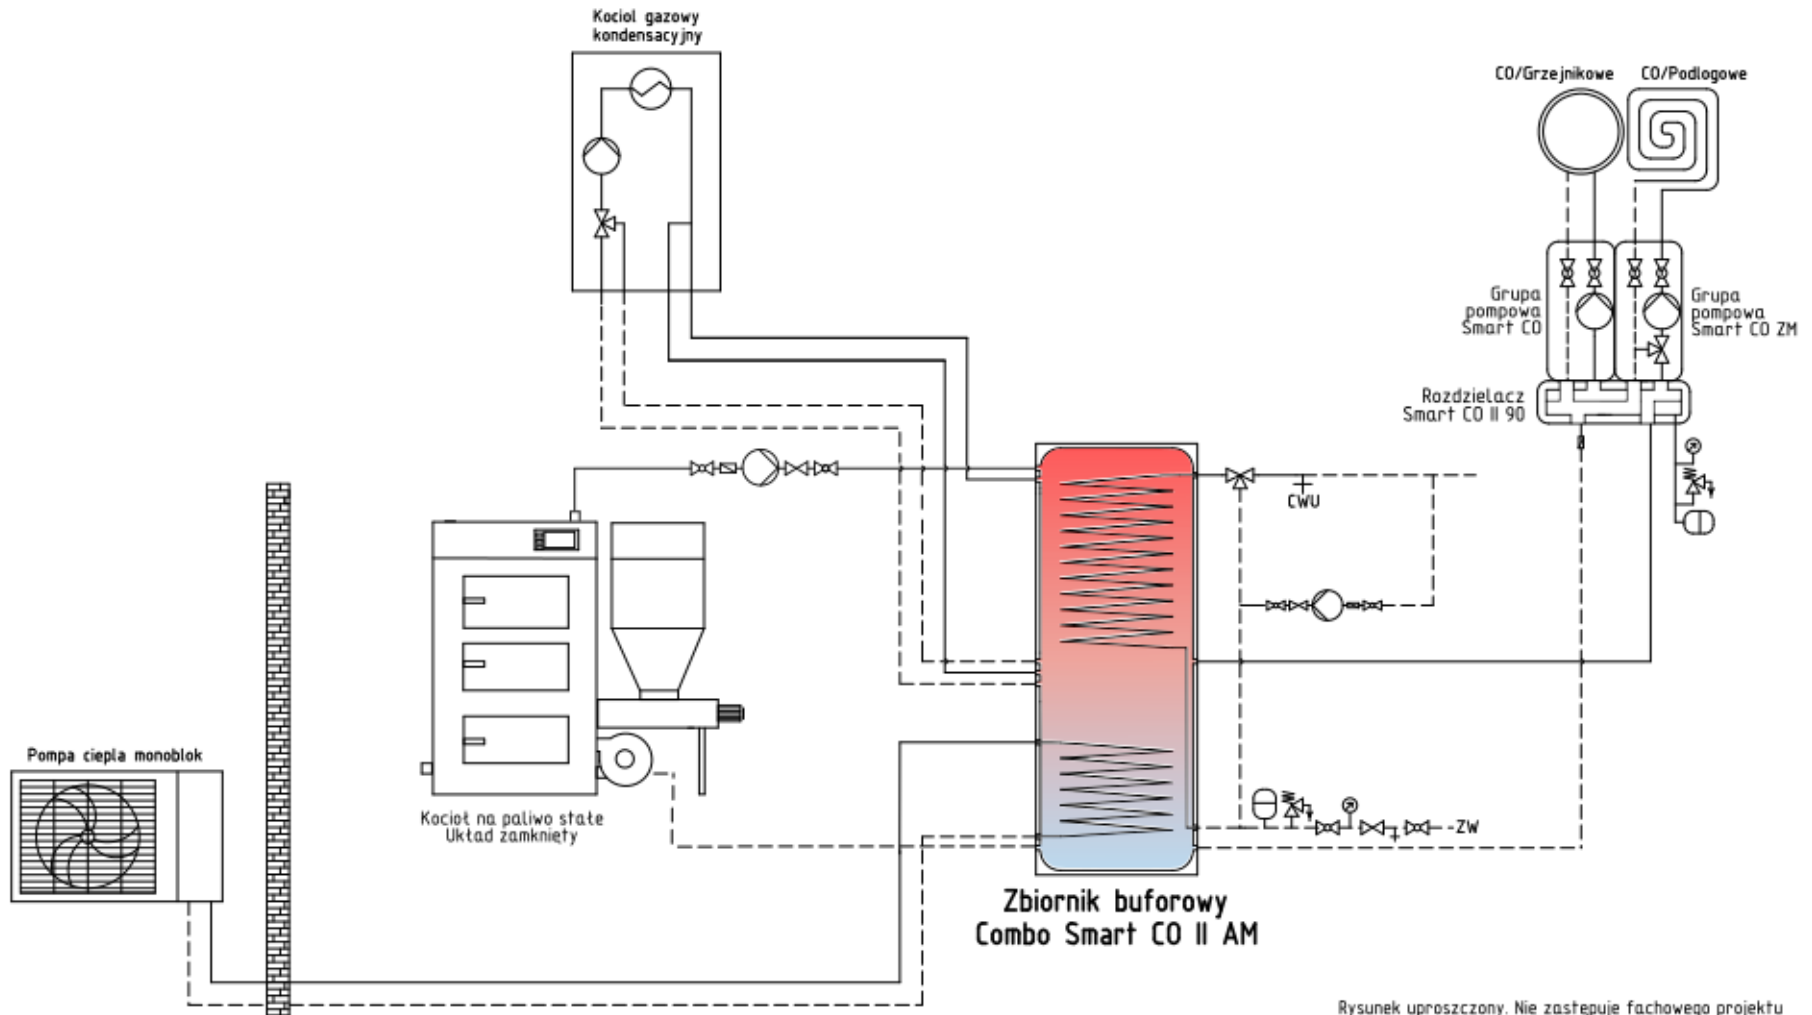 Kociol gazowy
kondensacyjny
CO/Grzejnikowe
CO/Podlogowe
Grupa
pompowa
Smart CO
Grupa
pompowa
Smart CO ZM
Rozdzielacz
Smart CO II 90
CWU
Pompa ciepla monoblok
Kocioł na paliwo stałe
Układ zamknięty
ZW
Zbiornik buforowy
Combo Smart CO II AM
Rysunek uproszczony. Nie zastępuje fachowego projektu